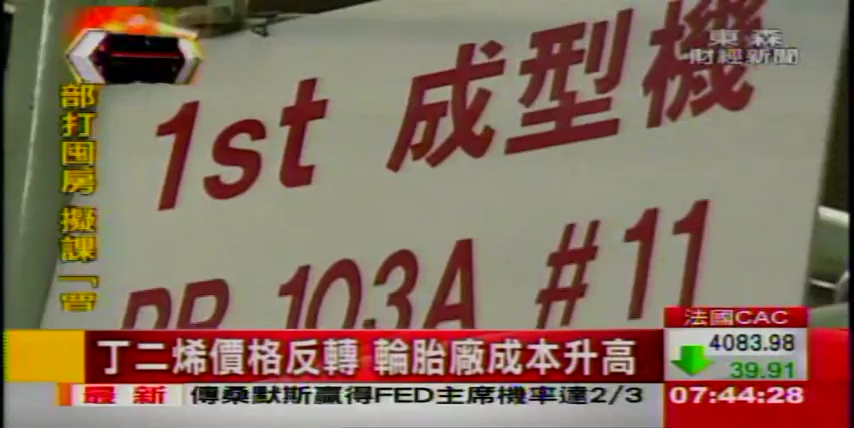 東森
財經新聞
部打囤房 擬課「
1st 成型機
PR 103A #11
法國CAC
4083.98
39.91
丁二烯價格反轉 輪胎廠成本升高
最新 傳桑默斯贏得FED主席機率達2/3
07:44:28